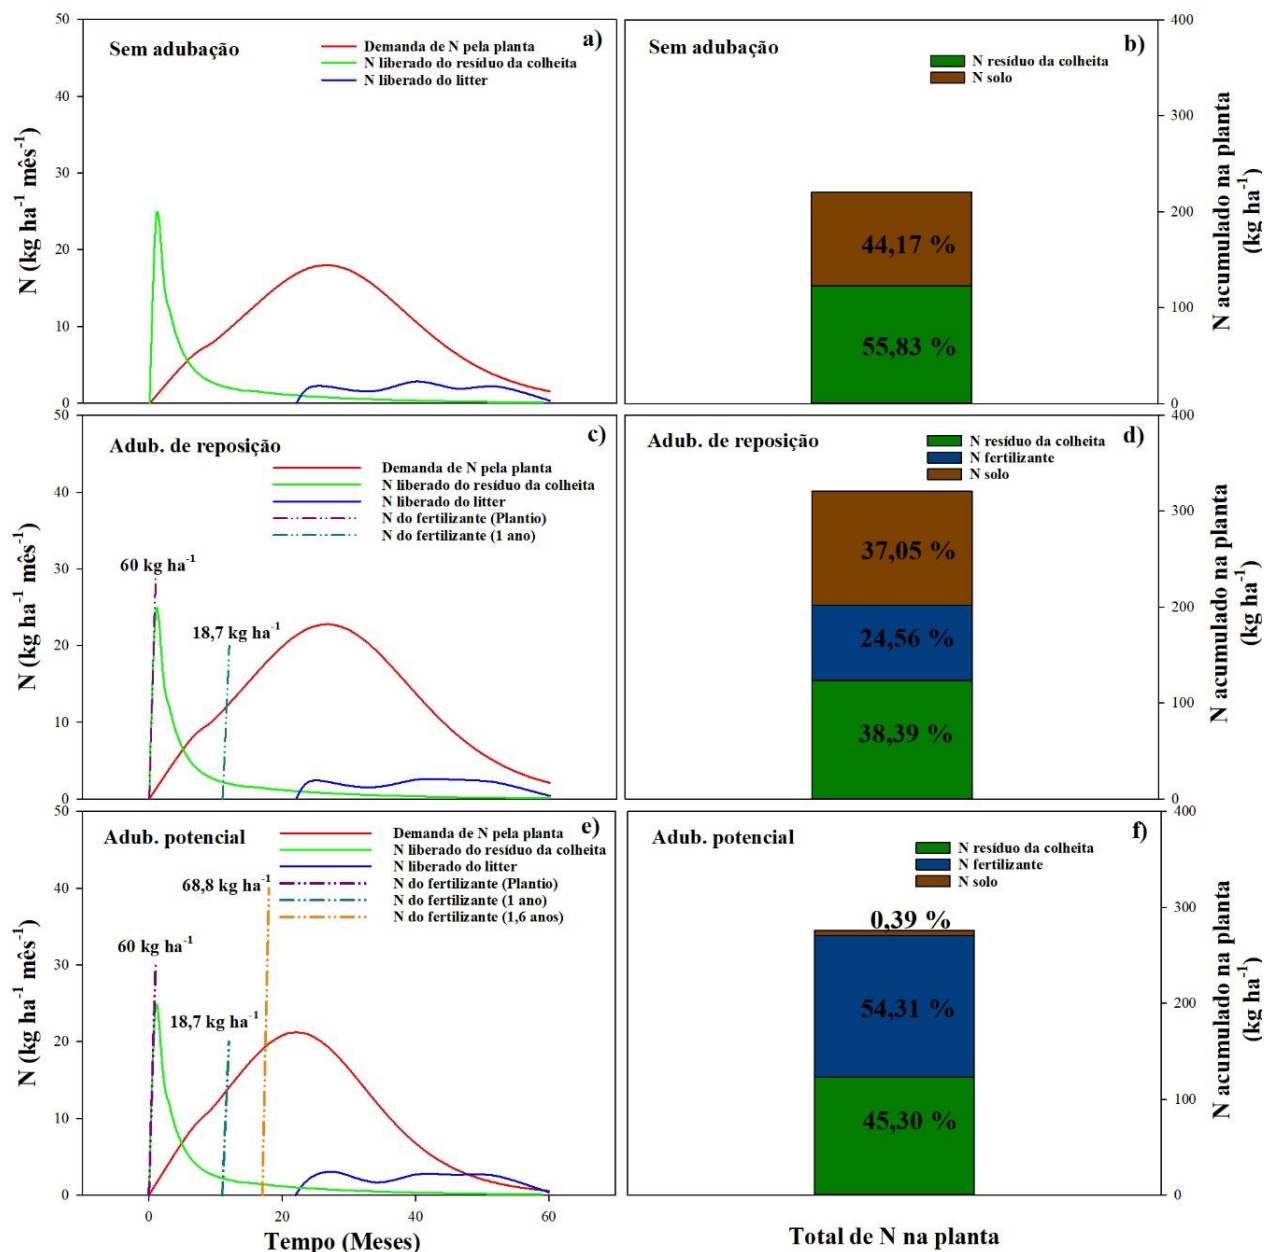 Sem adubação
a)
Demanda de N pela planta
N liberado do resíduo da colheita
N liberado do litter
50
40
30
20
10
0
N (kg ha⁻¹ mês⁻¹)
Sem adubação
b)
N resíduo da colheita
N solo
44,17 %
55,83 %
400
300
200
100
0
N acumulado na planta
(kg ha⁻¹)
Adub. de reposição
c)
Demanda de N pela planta
N liberado do resíduo da colheita
N liberado do litter
N do fertilizante (Plantio)
N do fertilizante (1 ano)
60 kg ha⁻¹
18,7 kg ha⁻¹
50
40
30
20
10
0
N (kg ha⁻¹ mês⁻¹)
Adub. de reposição
d)
N resíduo da colheita
N fertilizante
N solo
37,05 %
24,56 %
38,39 %
400
300
200
100
0
N acumulado na planta
(kg ha⁻¹)
Adub. potencial
e)
Demanda de N pela planta
N liberado do resíduo da colheita
N liberado do litter
N do fertilizante (Plantio)
N do fertilizante (1 ano)
N do fertilizante (1,6 anos)
68,8 kg ha⁻¹
60 kg ha⁻¹
18,7 kg ha⁻¹
50
40
30
20
10
0
N (kg ha⁻¹ mês⁻¹)
0
20
40
60
Tempo (Meses)
Adub. potencial
f)
N resíduo da colheita
N fertilizante
N solo
0,39 %
54,31 %
45,30 %
400
300
200
100
0
N acumulado na planta
(kg ha⁻¹)
Total de N na planta